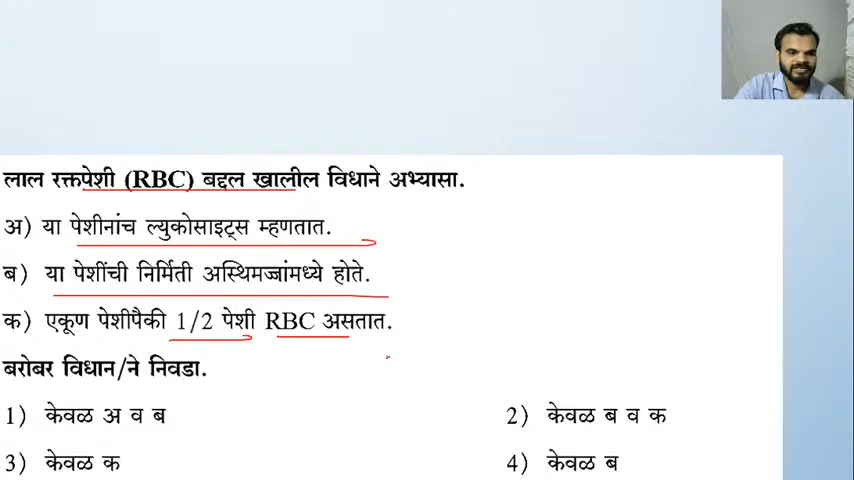 लाल रक्तपेशी (RBC) बद्दल खालील विधाने अभ्यासा.
अ) या पेशीनांच ल्युकोसाइट्स म्हणतात.
ब) या पेशींची निर्मिती अस्थिमज्जांमध्ये होते.
क) एकूण पेशीपैकी 1/2 पेशी RBC असतात.
बरोबर विधान/ने निवडा.
1) केवळ अ व ब
2) केवळ ब व क
3) केवळ क
4) केवळ ब